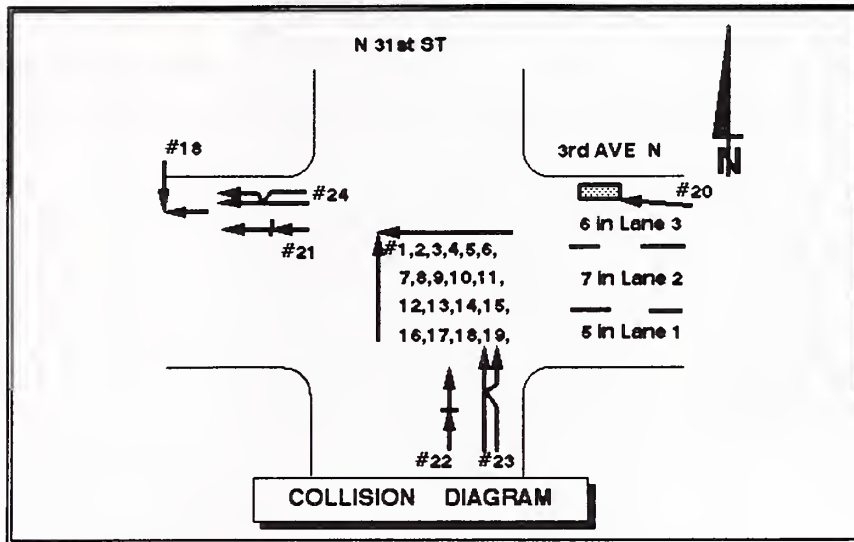 N 31st ST
#18
3rd AVE N
N
#24
#20
6 in Lane 3
#21
#1,2,3,4,5,6,
7,8,9,10,11,
7 in Lane 2
12,13,14,15,
16,17,18,19,
5 in Lane 1
#22
#23
COLLISION DIAGRAM